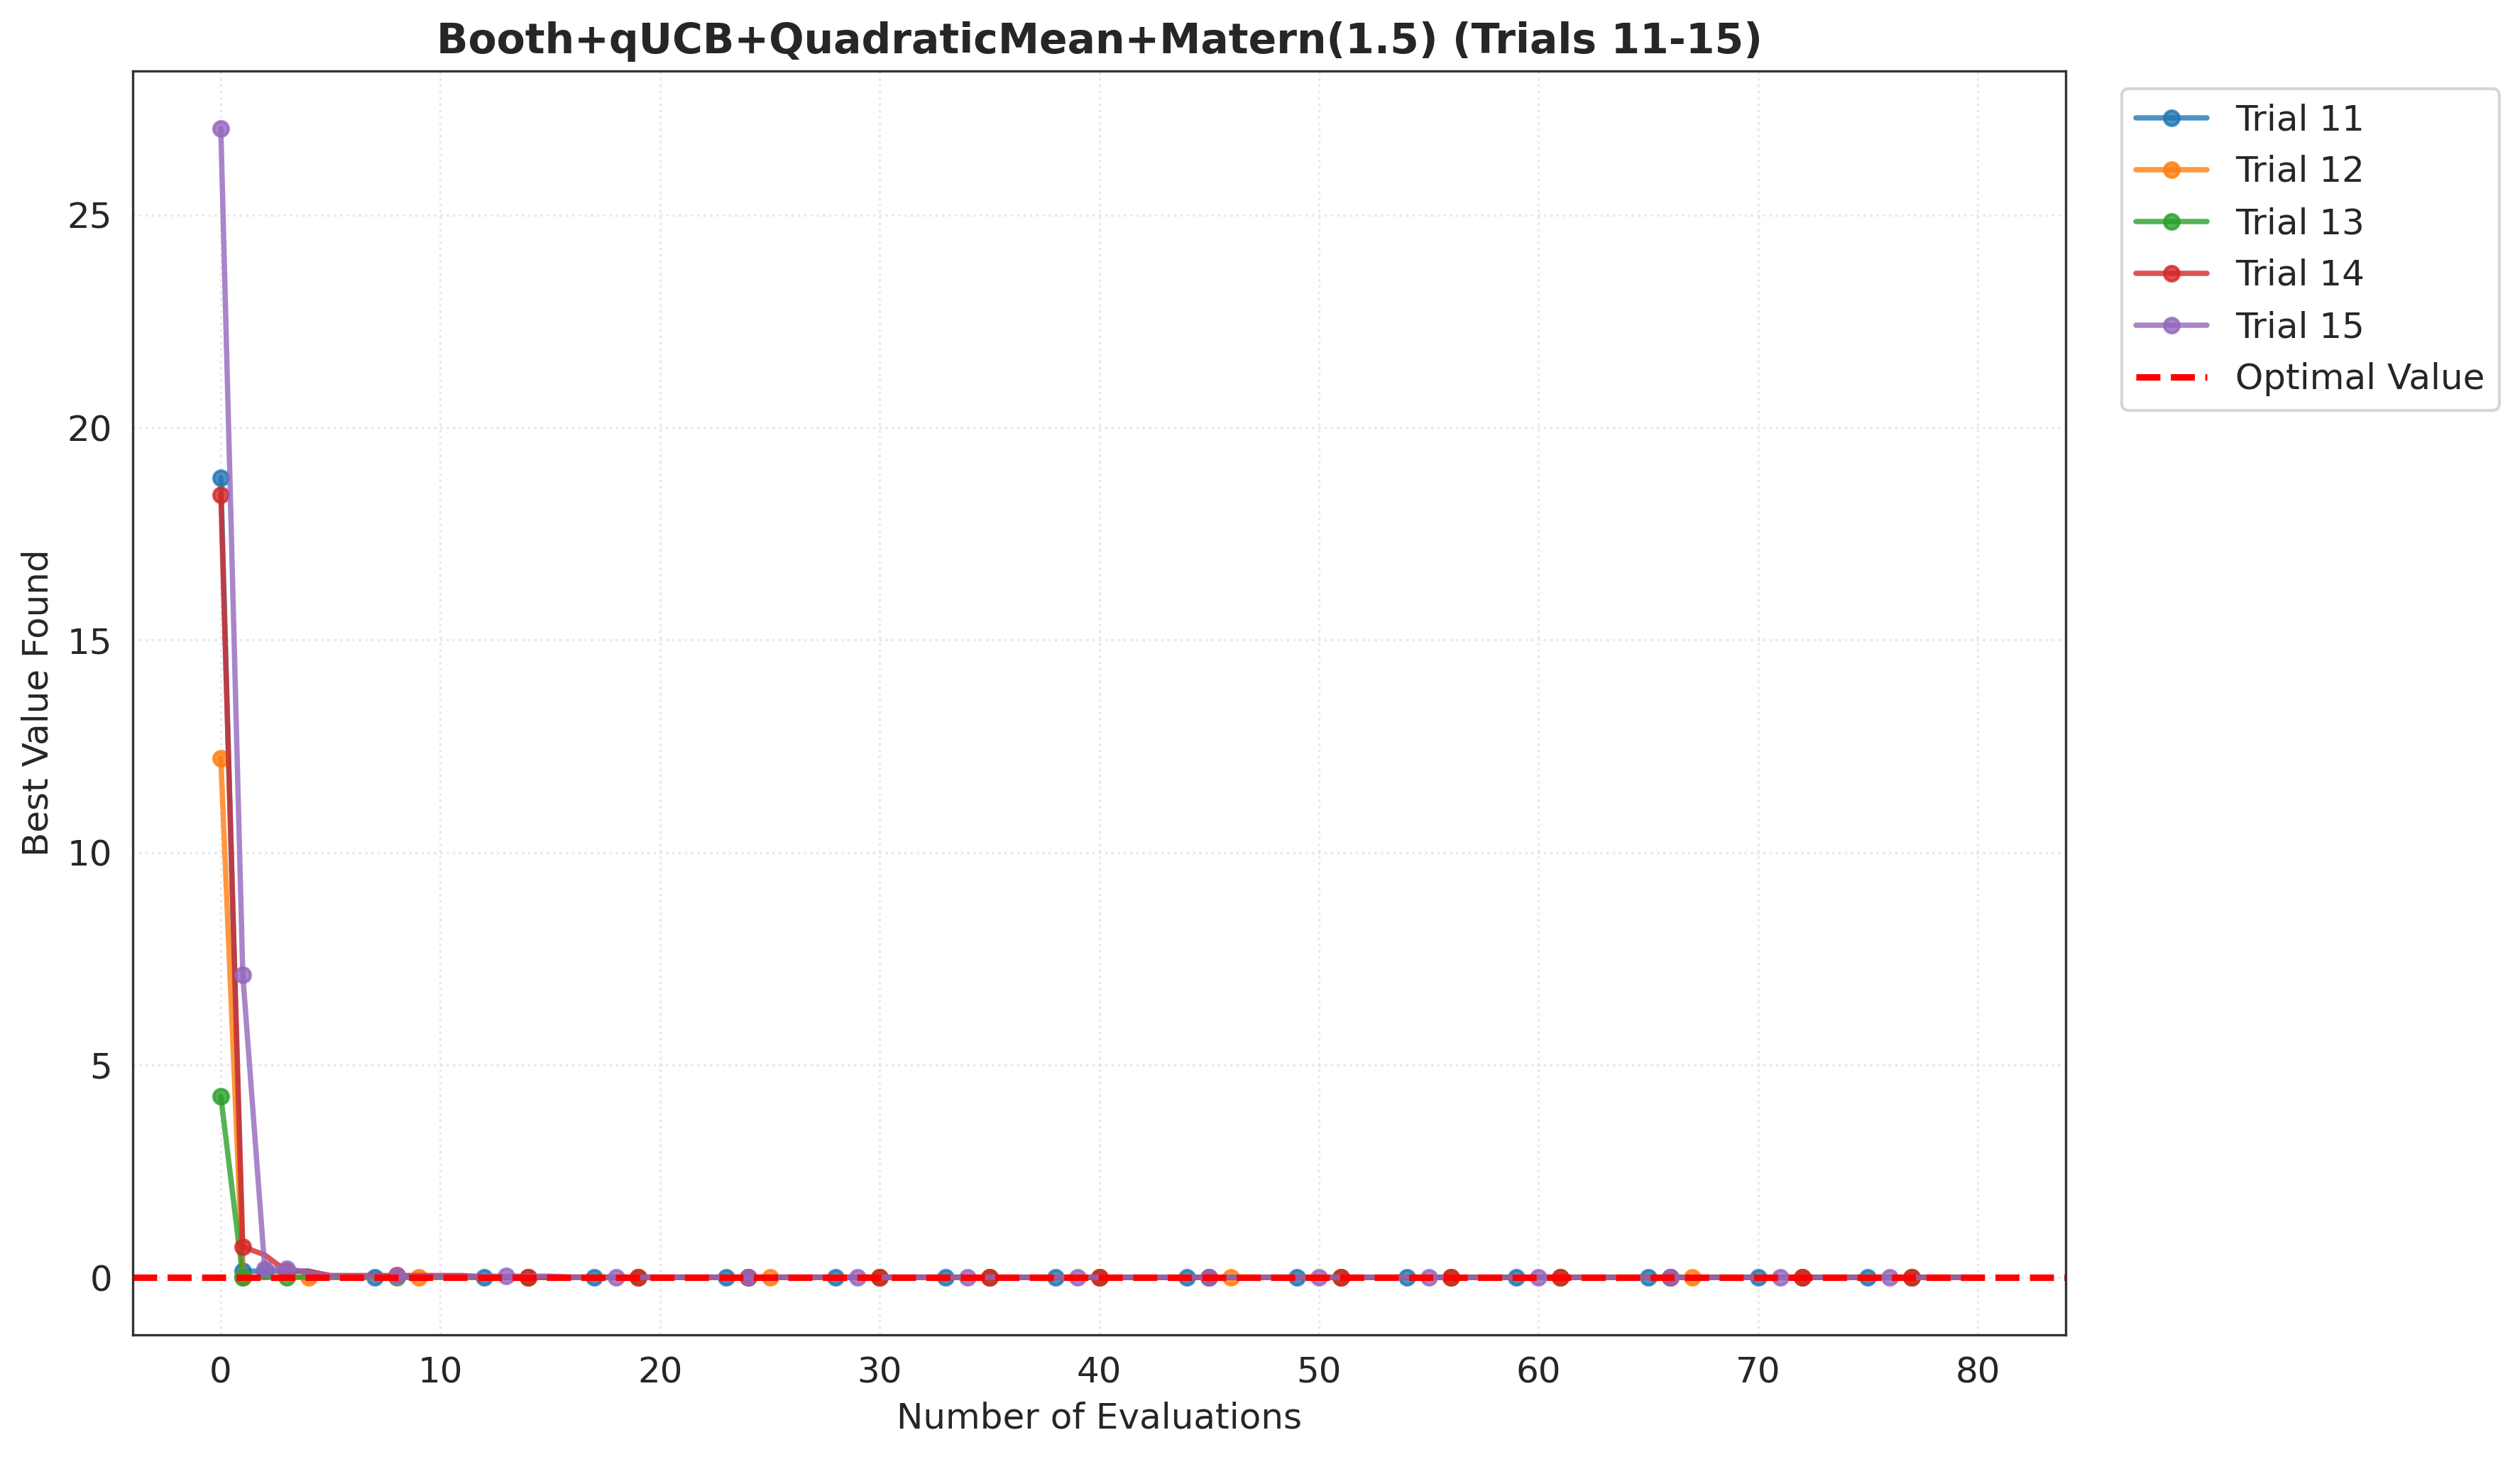 Booth+qUCB+QuadraticMean+Matern(1.5) (Trials 11-15)
Trial 11
Trial 12
Trial 13
Trial 14
Trial 15
Optimal Value
Best Value Found
25
20
15
10
5
0
0 10 20 30 40 50 60 70 80
Number of Evaluations